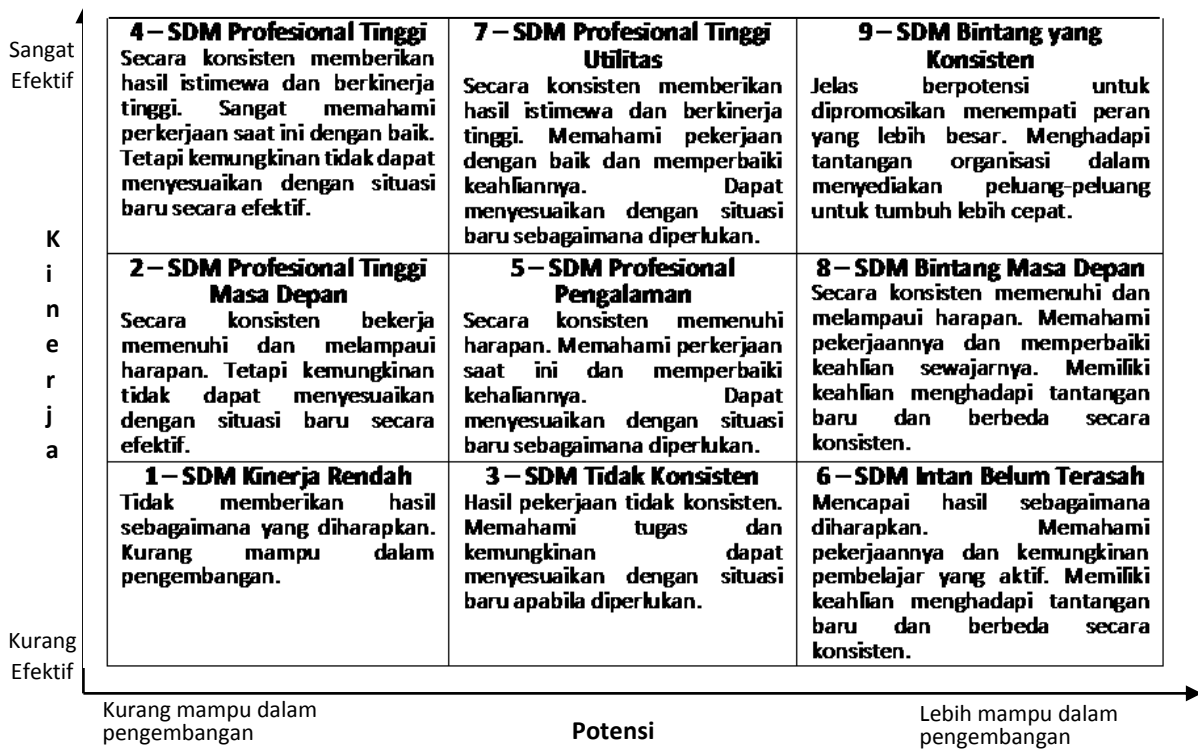 Sangat
Efektif
4 – SDM Profesional Tinggi
Secara konsisten memberikan
hasil istimewa dan berkinerja
tinggi. Sangat memahami
perkerjaan saat ini dengan baik.
Tetapi kemungkinan tidak dapat
menyesuaikan dengan situasi
baru secara efektif.
7 – SDM Profesional Tinggi
Utilitas
Secara konsisten memberikan
hasil istimewa dan berkinerja
tinggi. Memahami pekerjaan
dengan baik dan memperbaiki
keahliannya. Dapat
menyesuaikan dengan situasi
baru sebagaimana diperlukan.
9 – SDM Bintang yang
Konsisten
Jelas berpotensi untuk
dipromosikan menempati peran
yang lebih besar. Menghadapi
tantangan organisasi dalam
menyediakan peluang-peluang
untuk tumbuh lebih cepat.
K
i
n
e
r
j
a
2 – SDM Profesional Tinggi
Masa Depan
Secara konsisten bekerja
memenuhi dan melampaui
harapan. Tetapi kemungkinan
tidak dapat menyesuaikan
dengan situasi baru secara
efektif.
5 – SDM Profesional
Pengalaman
Secara konsisten memenuhi
harapan. Memahami perkerjaan
saat ini dan memperbaiki
kehaliannya. Dapat
menyesuaikan dengan situasi
baru sebagaimana diperlukan.
8 – SDM Bintang Masa Depan
Secara konsisten memenuhi dan
melampaui harapan. Memahami
pekerjaannya dan memperbaiki
keahlian sewajarnya. Memiliki
keahlian menghadapi tantangan
baru dan berbeda secara
konsisten.
1 – SDM Kinerja Rendah
Tidak memberikan hasil
sebagaimana yang diharapkan.
Kurang mampu dalam
pengembangan.
3 – SDM Tidak Konsisten
Hasil pekerjaan tidak konsisten.
Memahami tugas dan
kemungkinan dapat
menyesuaikan dengan situasi
baru apabila diperlukan.
6 – SDM Intan Belum Terasah
Mencapai hasil sebagaimana
diharapkan. Memahami
pekerjaannya dan kemungkinan
pembelajar yang aktif. Memiliki
keahlian menghadapi tantangan
baru dan berbeda secara
konsisten.
Kurang
Efektif
Kurang mampu dalam
pengembangan
Potensi
Lebih mampu dalam
pengembangan